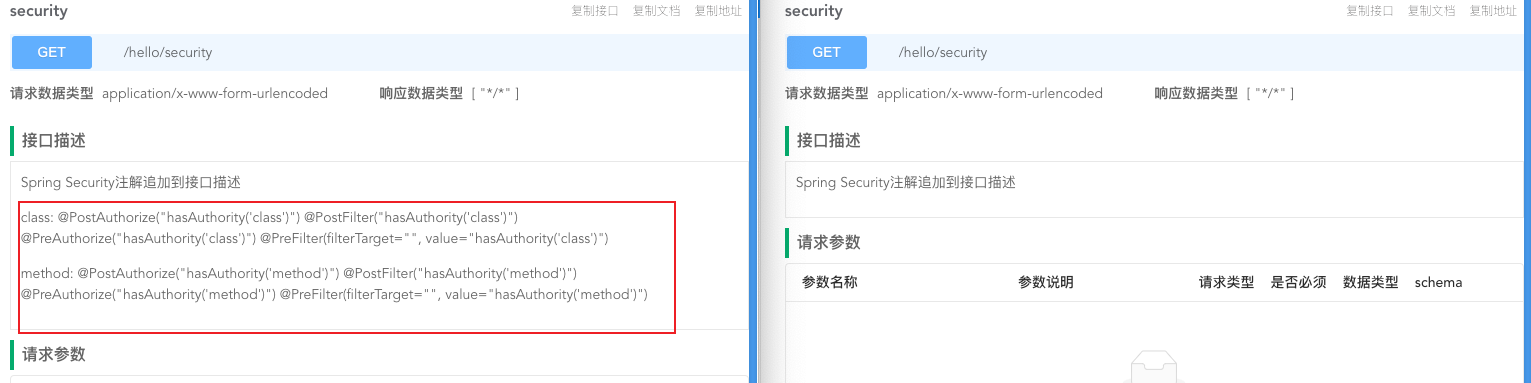 security
复制接口 复制文档 复制地址
GET /hello/security
请求数据类型 application/x-www-form-urlencoded 响应数据类型 [ "*/*" ]
接口描述
Spring Security注解追加到接口描述
class: @PostAuthorize("hasAuthority('class')") @PostFilter("hasAuthority('class')")
@PreAuthorize("hasAuthority('class')") @PreFilter(filterTarget="", value="hasAuthority('class')")
method: @PostAuthorize("hasAuthority('method')") @PostFilter("hasAuthority('method')")
@PreAuthorize("hasAuthority('method')") @PreFilter(filterTarget="", value="hasAuthority('method')")
请求参数
security
复制接口 复制文档 复制地址
GET /hello/security
请求数据类型 application/x-www-form-urlencoded 响应数据类型 [ "*/*" ]
接口描述
Spring Security注解追加到接口描述
请求参数
参数名称 参数说明 请求类型 是否必须 数据类型 schema